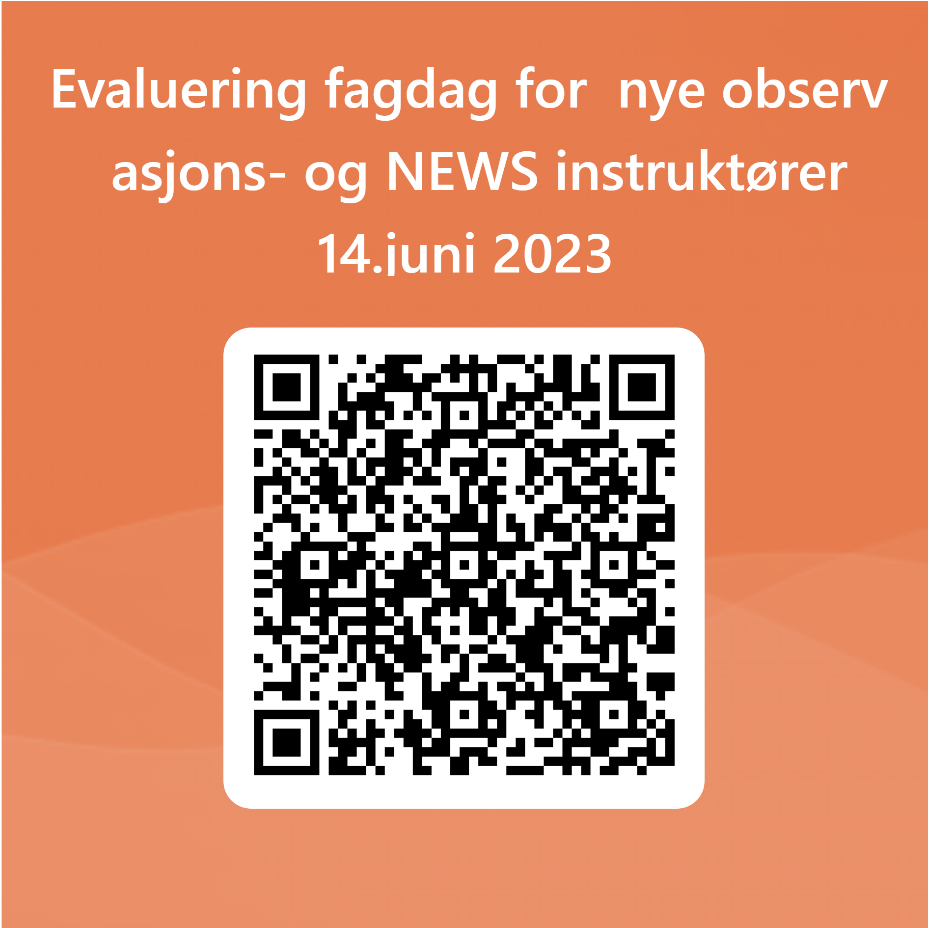 Evaluering fagdag for  nye observ
asjons- og NEWS instruktører
14.juni 2023